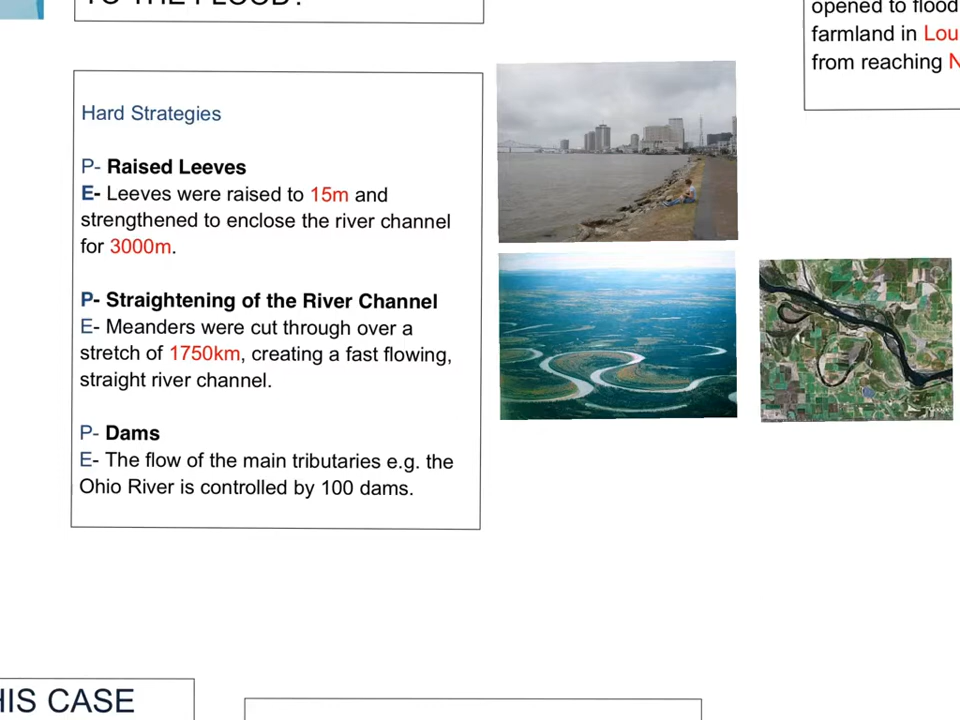 TO THE FLOOD?
opened to flood
farmland in Lou
from reaching N
Hard Strategies
P- Raised Leeves
E- Leeves were raised to 15m and
strengthened to enclose the river channel
for 3000m.
P- Straightening of the River Channel
E- Meanders were cut through over a
stretch of 1750km, creating a fast flowing,
straight river channel.
P- Dams
E- The flow of the main tributaries e.g. the
Ohio River is controlled by 100 dams.
HIS CASE